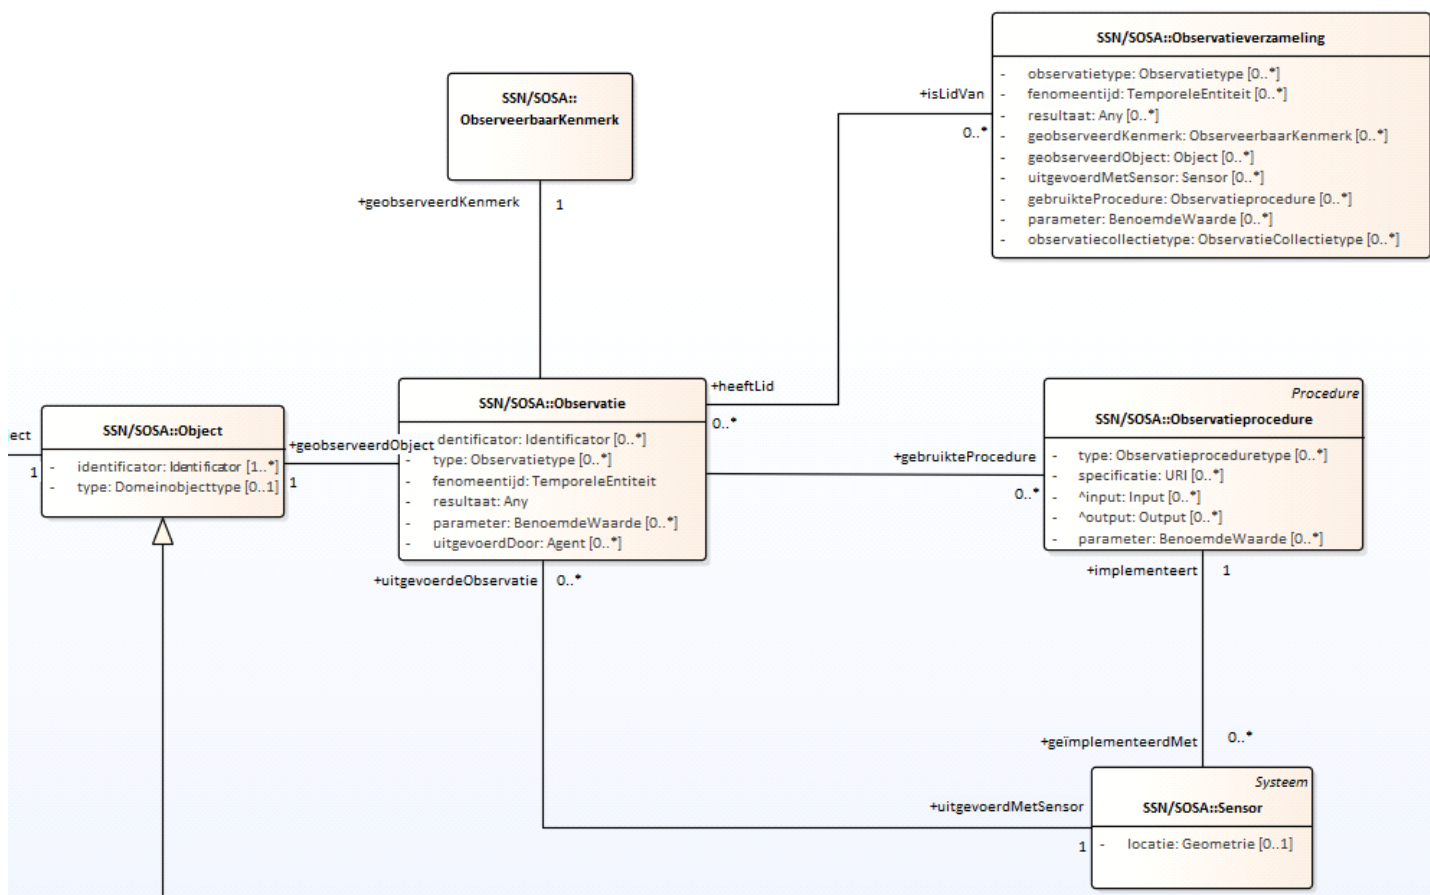 SSN/SOSA::Observatieverzameling
- observatietype: Observatietype [0..*]
- fenomeentijd: TemporeleEntiteit [0..*]
- resultaat: Any [0..*]
- geobserveerdKenmerk: ObserveerbaarKenmerk [0..*]
- geobserveerdObject: Object [0..*]
- uitgevoerdMetSensor: Sensor [0..*]
- gebruikteProcedure: Observatieprocedure [0..*]
- parameter: BenoemdeWaarde [0..*]
- observatiecollectietype: ObservatieCollectietype [0..*]
+isLidVan
0..*
SSN/SOSA::
ObserveerbaarKenmerk
+geobserveerdKenmerk
1
+heeftLid
0..*
SSN/SOSA::Observatie
dentificator: Identificator [0..*]
- type: Observatietype [0..*]
- fenomeentijd: TemporeleEntiteit
- resultaat: Any
- parameter: BenoemdeWaarde [0..*]
- uitgevoerdDoor: Agent [0..*]
ect
1
SSN/SOSA::Object
- identificator: Identificator [1..*]
- type: Domeinobjecttype [0..1]
+geobserveerdObject
1
+gebruikteProcedure
0..*
Procedure
SSN/SOSA::Observatieprocedure
- type: Observatieproceduretype [0..*]
- specificatie: URI [0..*]
- ^input: Input [0..*]
- ^output: Output [0..*]
- parameter: BenoemdeWaarde [0..*]
+uitgevoerdeObservatie
0..*
+implementeert
1
+geïmplementeerdMet
0..*
+uitgevoerdMetSensor
1
Systeem
SSN/SOSA::Sensor
- locatie: Geometrie [0..1]